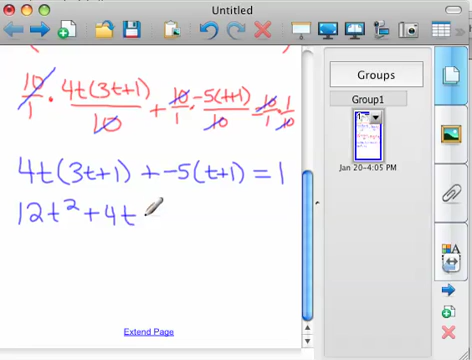 Untitled
10/1 · 4t(3t+1)/10 + 10/1 · -5(t+1)/10 = 10/1 · 1/10
4t(3t+1) + -5(t+1) = 1
12t² + 4t
Extend Page
Groups
Group1
Jan 20-4:05 PM